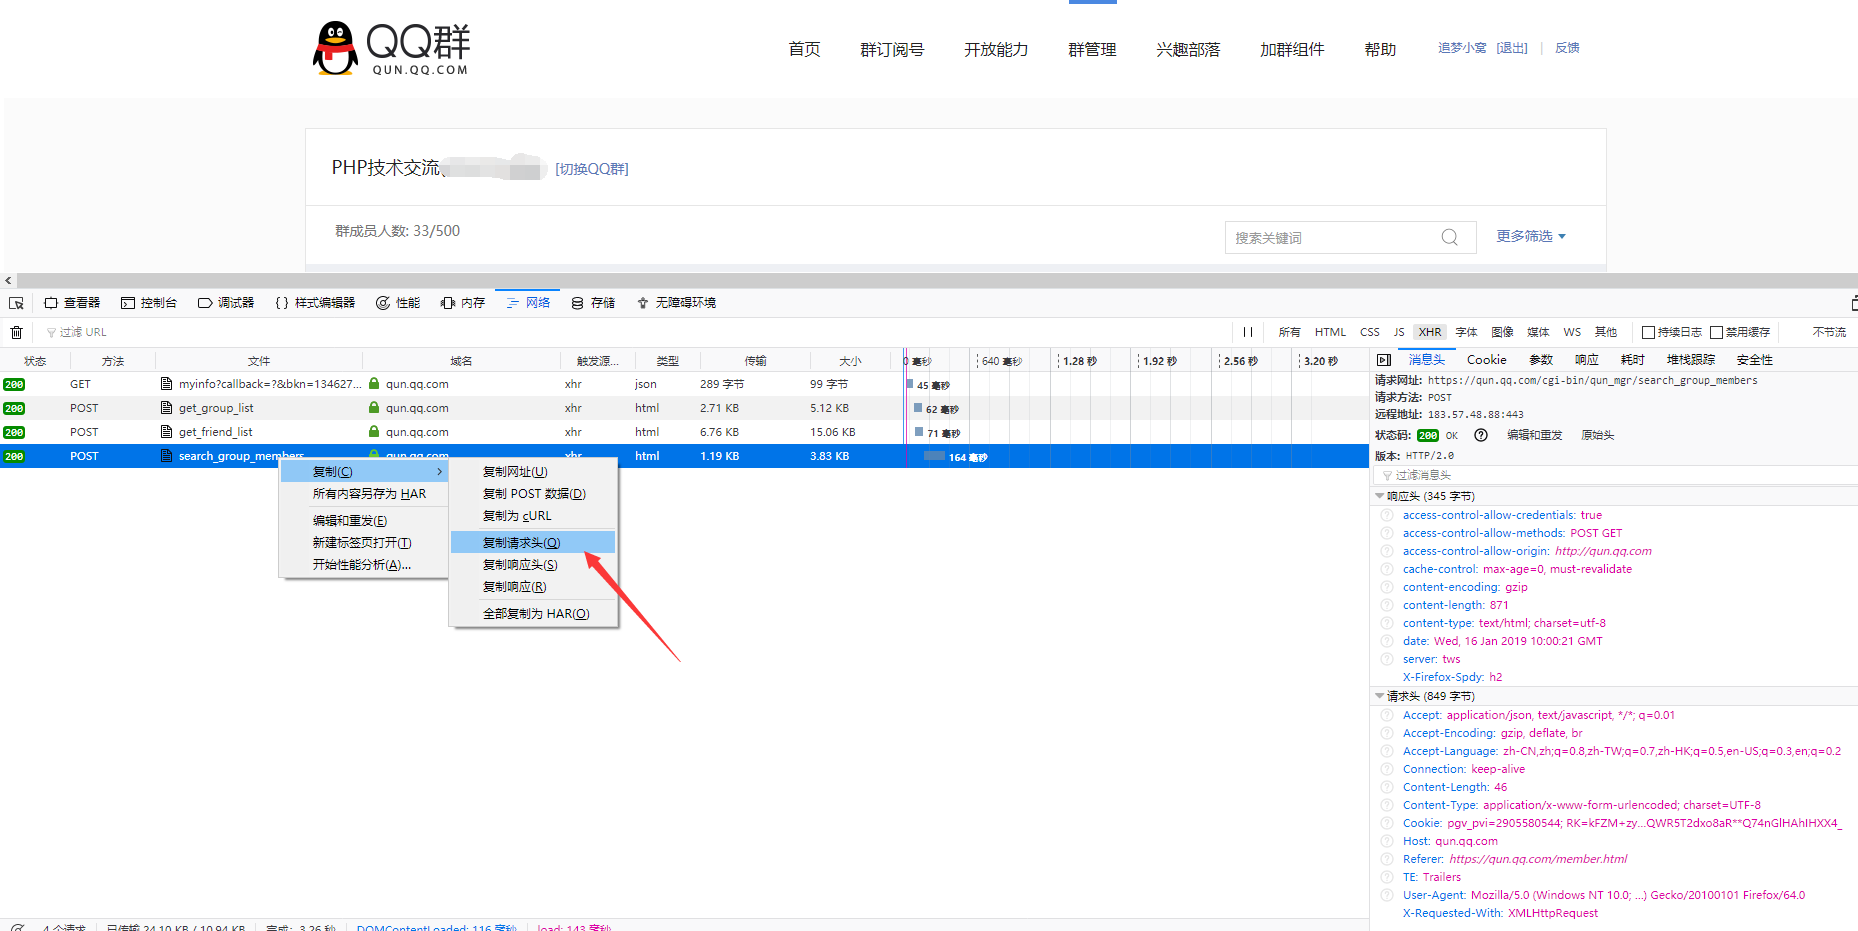 QQ群
QUN.QQ.COM
首页 群订阅号 开放能力 群管理 兴趣部落 加群组件 帮助 追梦小窝 [退出] | 反馈
PHP技术交流( [切换QQ群]
群成员人数: 33/500
搜索关键词 更多筛选
查看器 控制台 调试器 { } 样式编辑器 性能 内存 网络 存储 无障碍环境
过滤 URL
所有 HTML CSS JS XHR 字体 图像 媒体 WS 其他 持续日志 禁用缓存 不节流
状态 方法 文件 域名 触发源... 类型 传输 大小 0 毫秒 640 毫秒 1.28 秒 1.92 秒 2.56 秒 3.20 秒
200 GET myinfo?callback=?&bkn=134627... qun.qq.com xhr json 289 字节 99 字节 45 毫秒
200 POST get_group_list qun.qq.com xhr html 2.71 KB 5.12 KB 62 毫秒
200 POST get_friend_list qun.qq.com xhr html 6.76 KB 15.06 KB 71 毫秒
200 POST search_group_members qun.qq.com xhr html 1.19 KB 3.83 KB 164 毫秒
复制(C)
所有内容另存为 HAR
编辑和重发(E)
新建标签页打开(T)
开始性能分析(A)...
复制网址(U)
复制 POST 数据(D)
复制为 cURL
复制请求头(Q)
复制响应头(S)
复制响应(R)
全部复制为 HAR(O)
消息头 Cookie 参数 响应 耗时 堆栈跟踪 安全性
请求网址: https://qun.qq.com/cgi-bin/qun_mgr/search_group_members
请求方法: POST
远程地址: 183.57.48.88:443
状态码: 200 OK 编辑和重发 原始头
版本: HTTP/2.0
过滤消息头
响应头 (345 字节)
access-control-allow-credentials: true
access-control-allow-methods: POST GET
access-control-allow-origin: http://qun.qq.com
cache-control: max-age=0, must-revalidate
content-encoding: gzip
content-length: 871
content-type: text/html; charset=utf-8
date: Wed, 16 Jan 2019 10:00:21 GMT
server: tws
X-Firefox-Spdy: h2
请求头 (849 字节)
Accept: application/json, text/javascript, */*; q=0.01
Accept-Encoding: gzip, deflate, br
Accept-Language: zh-CN,zh;q=0.8,zh-TW;q=0.7,zh-HK;q=0.5,en-US;q=0.3,en;q=0.2
Connection: keep-alive
Content-Length: 46
Content-Type: application/x-www-form-urlencoded; charset=UTF-8
Cookie: pgv_pvi=2905580544; RK=kFZM+zy...QWR5T2dxo8aR**Q74nGlHAhIHXX4_
Host: qun.qq.com
Referer: https://qun.qq.com/member.html
TE: Trailers
User-Agent: Mozilla/5.0 (Windows NT 10.0; ...) Gecko/20100101 Firefox/64.0
X-Requested-With: XMLHttpRequest
4 个请求 已传输 24.10 KB / 10.94 KB 完成: 3.26 秒 DOMContentLoaded: 116 毫秒 load: 143 毫秒